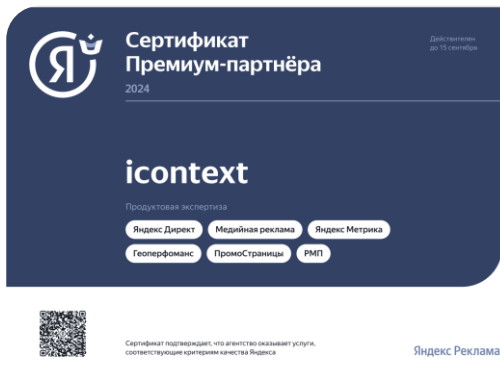 Я
Сертификат
Премиум-партнёра
2024
Действителен
до 15 сентября
icontext
Продуктовая экспертиза
Яндекс Директ Медийная реклама Яндекс Метрика
Геоперфоманс ПромоСтраницы РМП
Сертификат подтверждает, что агентство оказывает услуги,
соответствующие критериям качества Яндекса
Яндекс Реклама